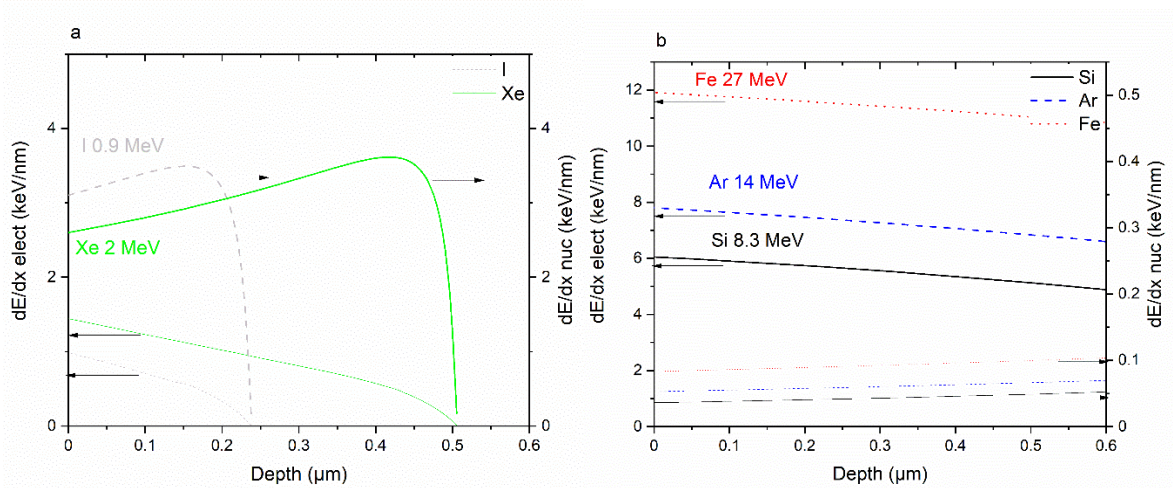 a
I
Xe
I 0.9 MeV
Xe 2 MeV
dE/dx elect (keV/nm)
0
2
4
dE/dx nuc (keV/nm)
0
2
4
0
0.1
0.2
0.3
0.4
0.5
0.6
Depth (µm)
b
Si
Ar
Fe
Fe 27 MeV
Ar 14 MeV
Si 8.3 MeV
dE/dx elect (keV/nm)
12
10
8
6
4
2
0
dE/dx nuc (keV/nm)
0.5
0.4
0.3
0.2
0.1
0
0
0.1
0.2
0.3
0.4
0.5
0.6
Depth (µm)